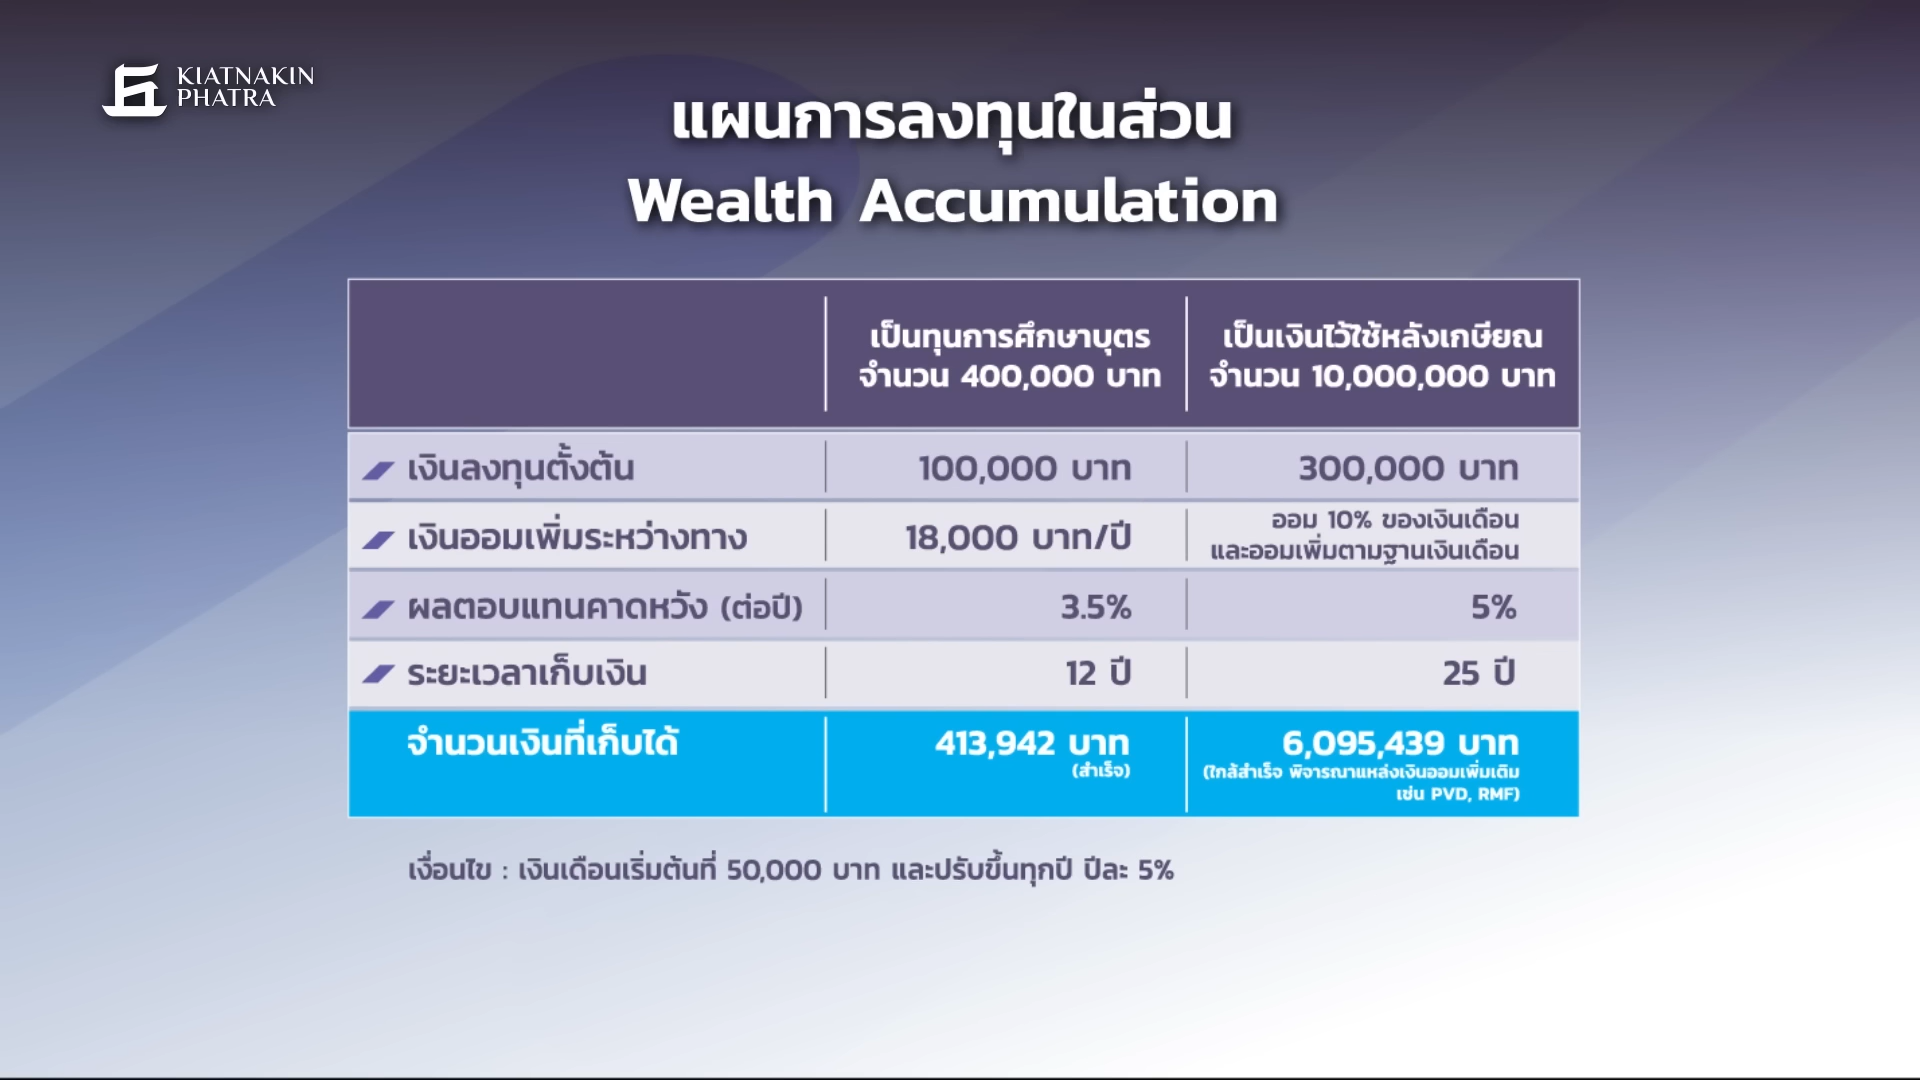 KIATNAKIN
PHATRA
แผนการลงทุนในส่วน
Wealth Accumulation
เป็นทุนการศึกษาบุตร
จำนวน 400,000 บาท
เป็นเงินไว้ใช้หลังเกษียณ
จำนวน 10,000,000 บาท
เงินลงทุนตั้งต้น 100,000 บาท 300,000 บาท
เงินออมเพิ่มระหว่างทาง 18,000 บาท/ปี
ออม 10% ของเงินเดือน
และออมเพิ่มตามฐานเงินเดือน
ผลตอบแทนคาดหวัง (ต่อปี) 3.5% 5%
ระยะเวลาเก็บเงิน 12 ปี 25 ปี
จำนวนเงินที่เก็บได้ 413,942 บาท 6,095,439 บาท
(สำเร็จ) (ใกล้สำเร็จ พิจารณาแหล่งเงินออมเพิ่มเติม
เช่น PVD, RMF)
เงื่อนไข : เงินเดือนเริ่มต้นที่ 50,000 บาท และปรับขึ้นทุกปี ปีละ 5%